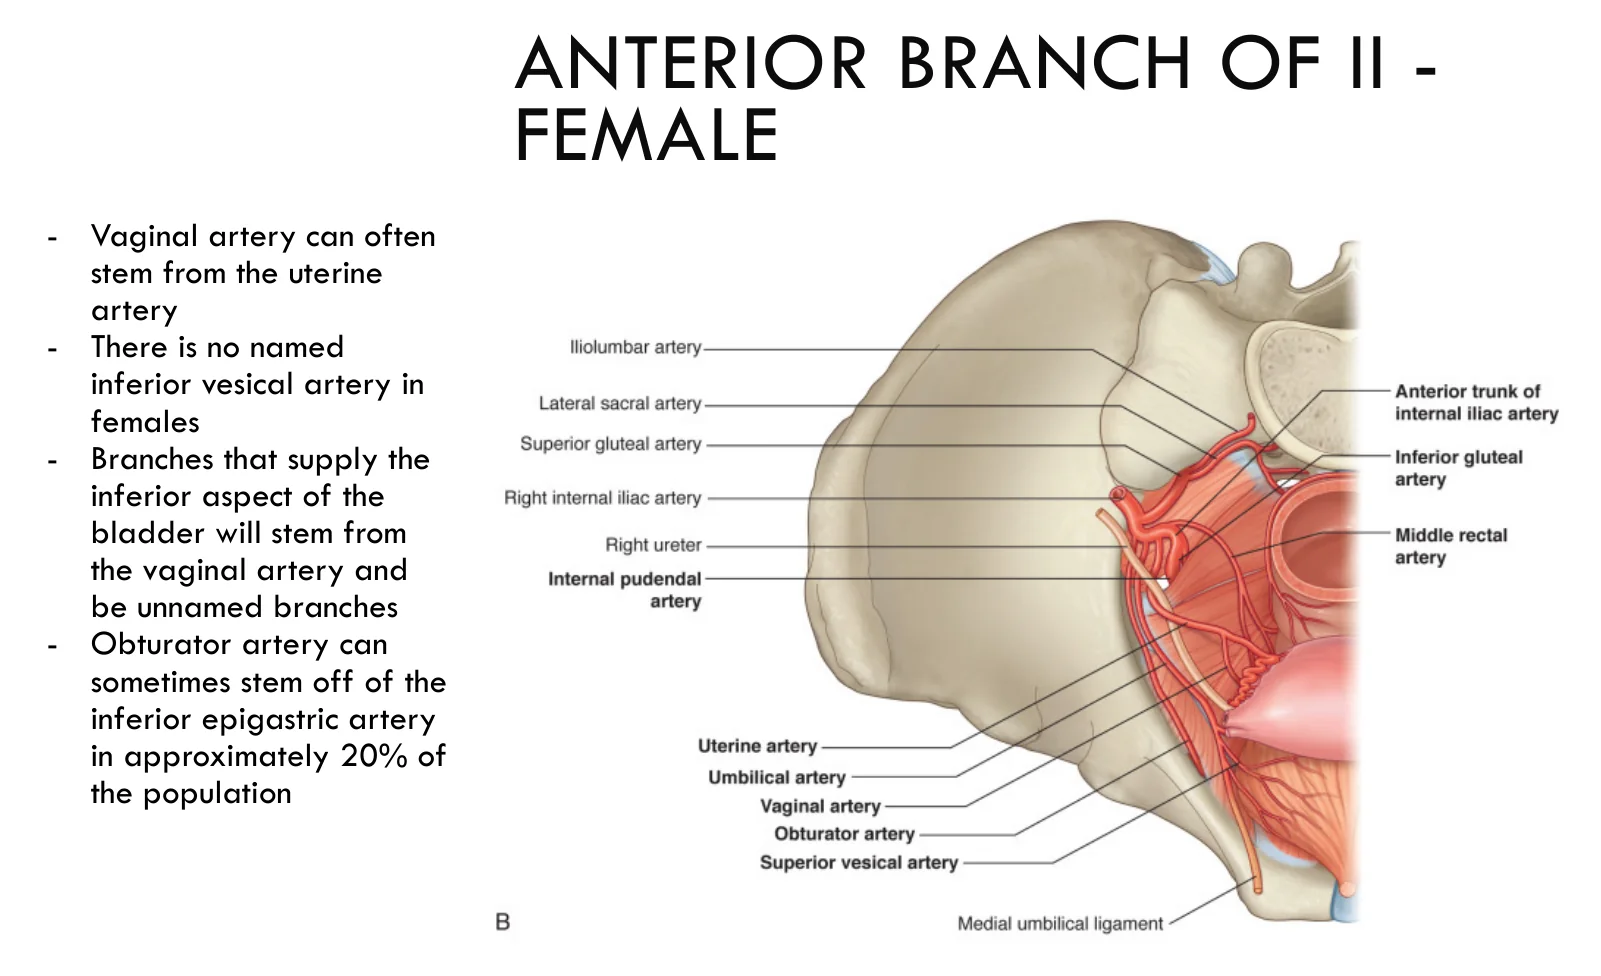 ANTERIOR BRANCH OF II -
FEMALE
- Vaginal artery can often
stem from the uterine
artery
- There is no named
inferior vesical artery in
females
- Branches that supply the
inferior aspect of the
bladder will stem from
the vaginal artery and
be unnamed branches
- Obturator artery can
sometimes stem off of the
inferior epigastric artery
in approximately 20% of
the population
Iliolumbar artery
Lateral sacral artery
Superior gluteal artery
Right internal iliac artery
Right ureter
Internal pudendal
artery
Uterine artery
Umbilical artery
Vaginal artery
Obturator artery
Superior vesical artery
Medial umbilical ligament
Anterior trunk of
internal iliac artery
Inferior gluteal
artery
Middle rectal
artery
B